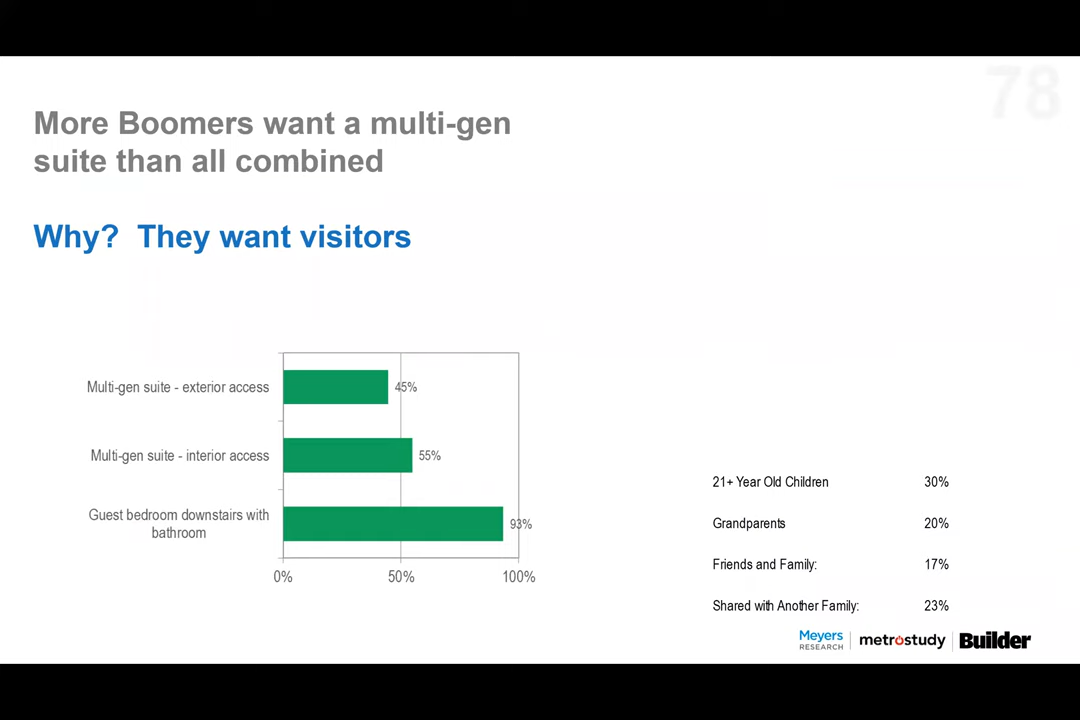 78
More Boomers want a multi-gen
suite than all combined
Why? They want visitors
Multi-gen suite - exterior access
45%
Multi-gen suite - interior access
55%
Guest bedroom downstairs with
bathroom
93%
0%
50%
100%
21+ Year Old Children 30%
Grandparents 20%
Friends and Family: 17%
Shared with Another Family: 23%
Meyers
RESEARCH
metrostudy
Builder